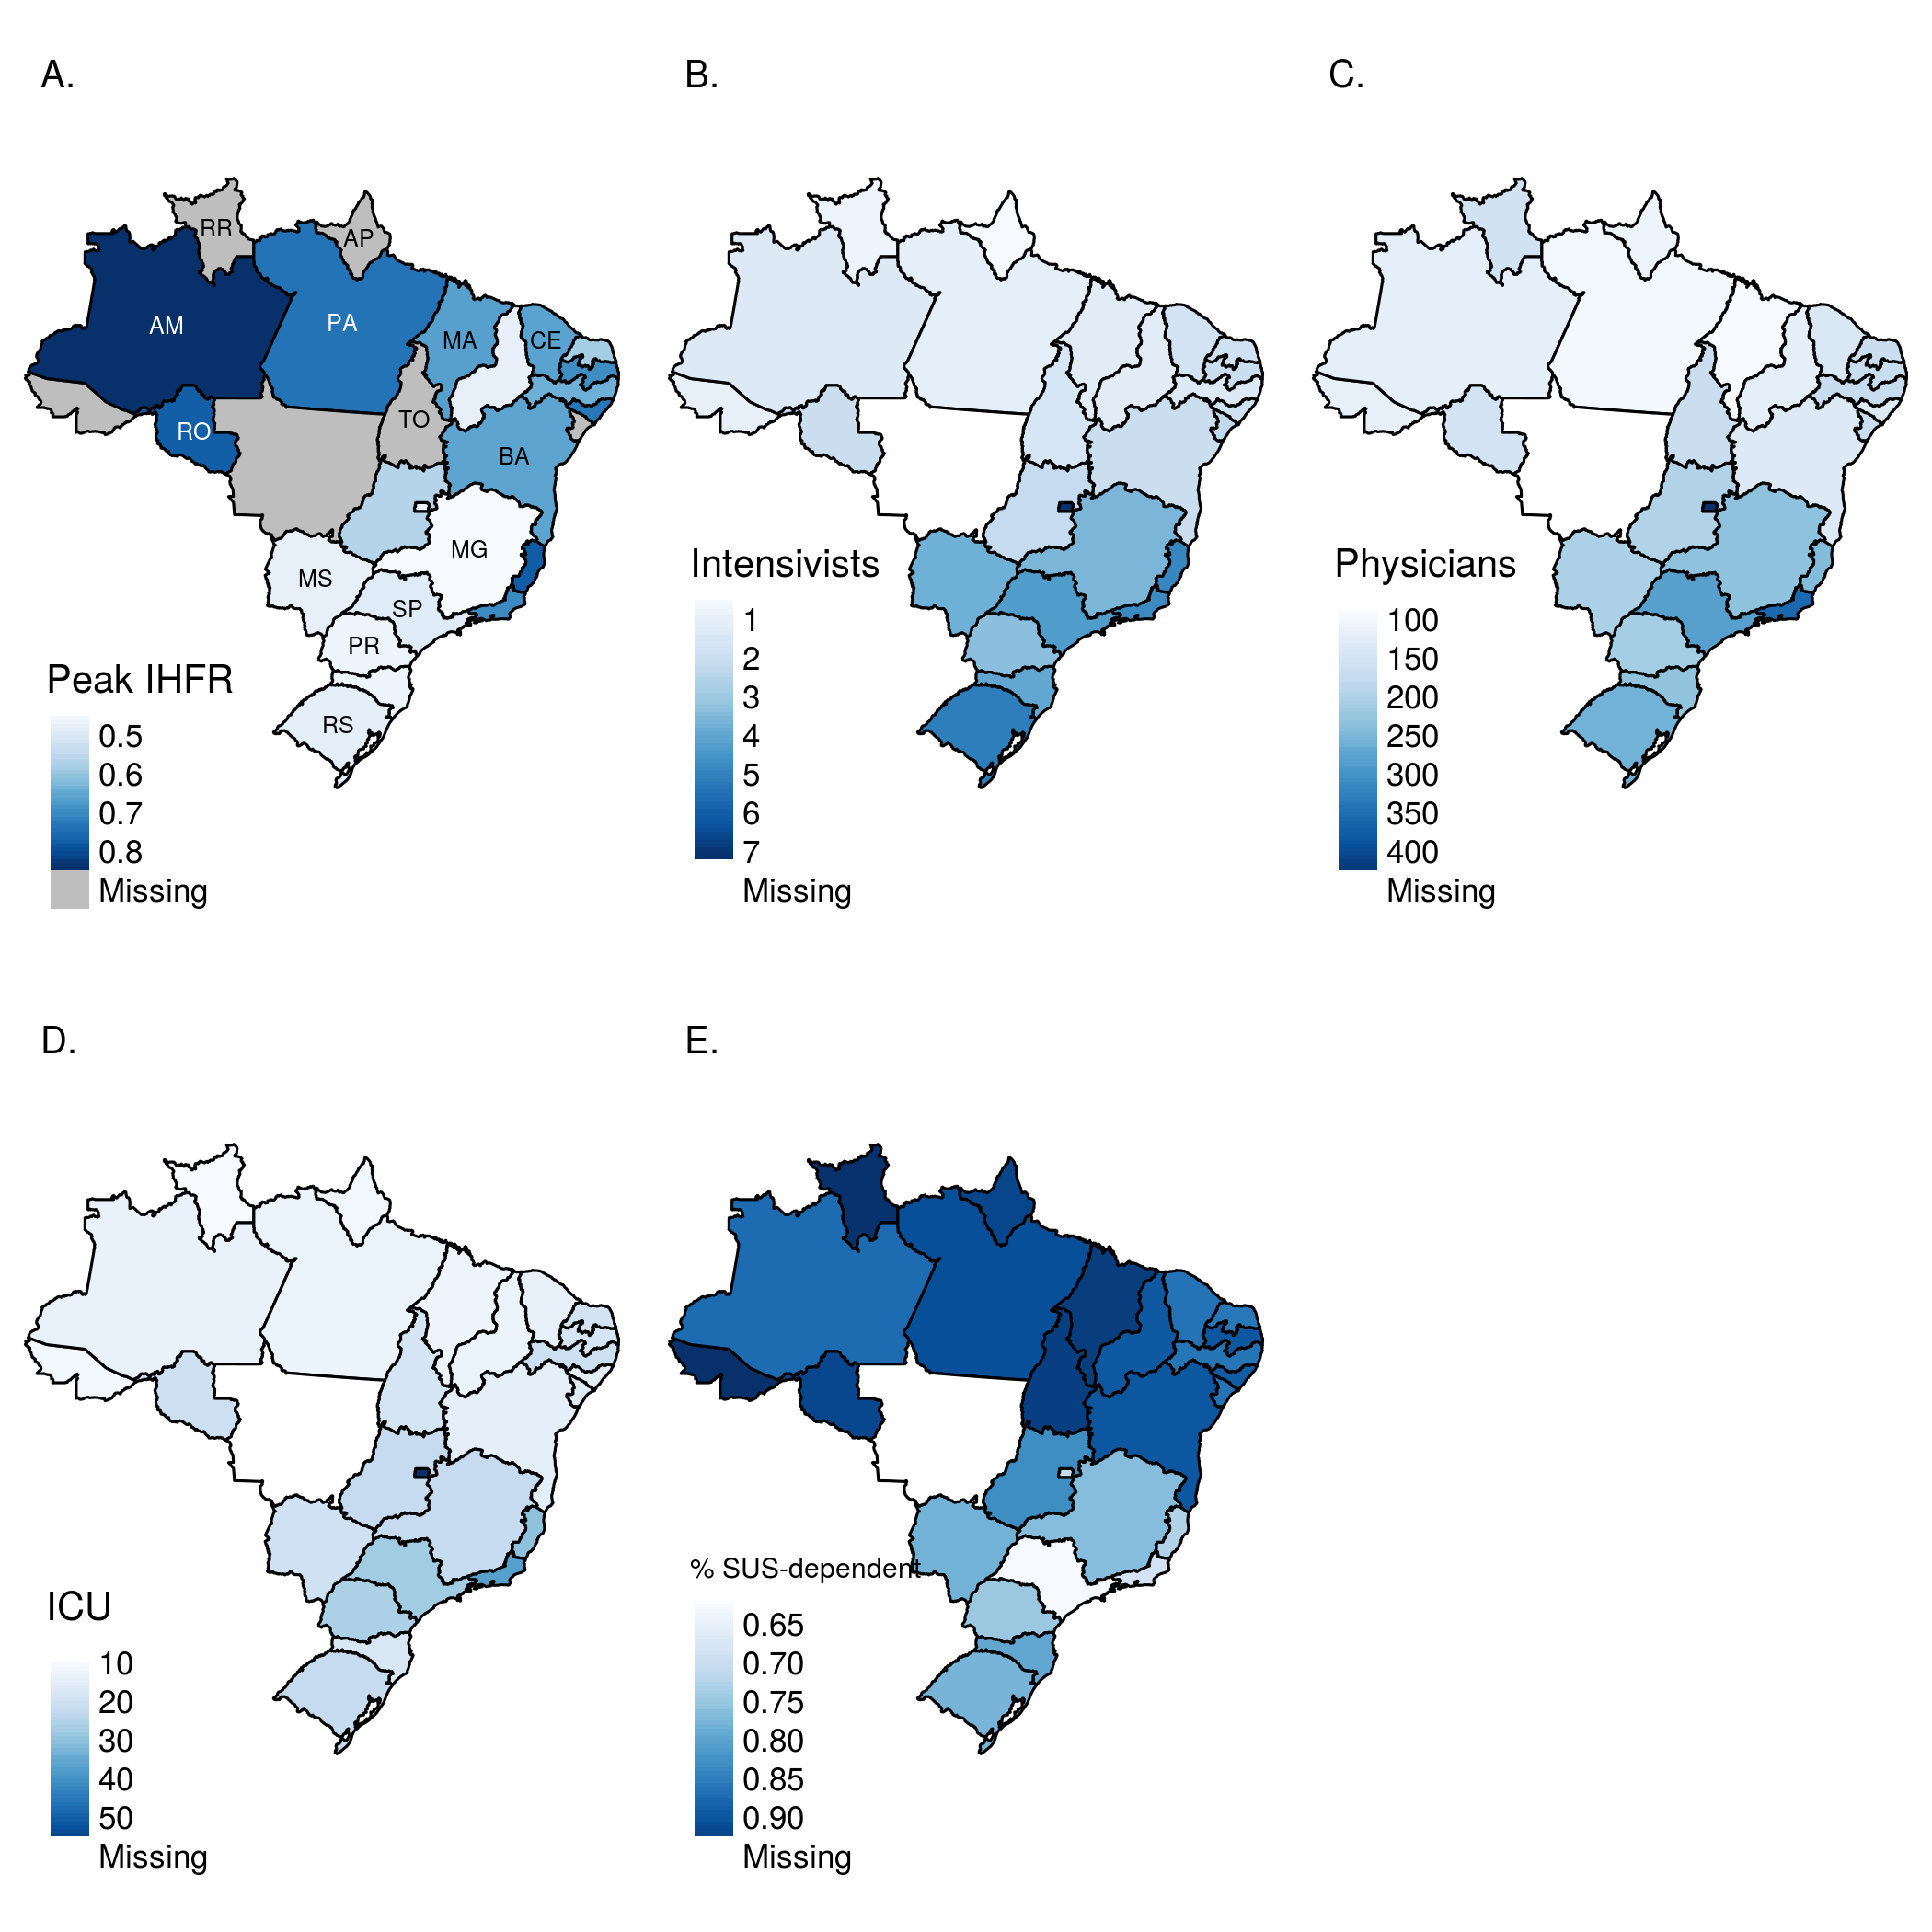 A.
B.
C.
RR
AP
AM
PA
MA
CE
TO
RO
BA
MG
MS
SP
PR
RS
Peak IHFR
0.5
0.6
0.7
0.8
Missing
Intensivists
1
2
3
4
5
6
7
Missing
Physicians
100
150
200
250
300
350
400
Missing
D.
E.
ICU
10
20
30
40
50
Missing
% SUS-dependent
0.65
0.70
0.75
0.80
0.85
0.90
Missing